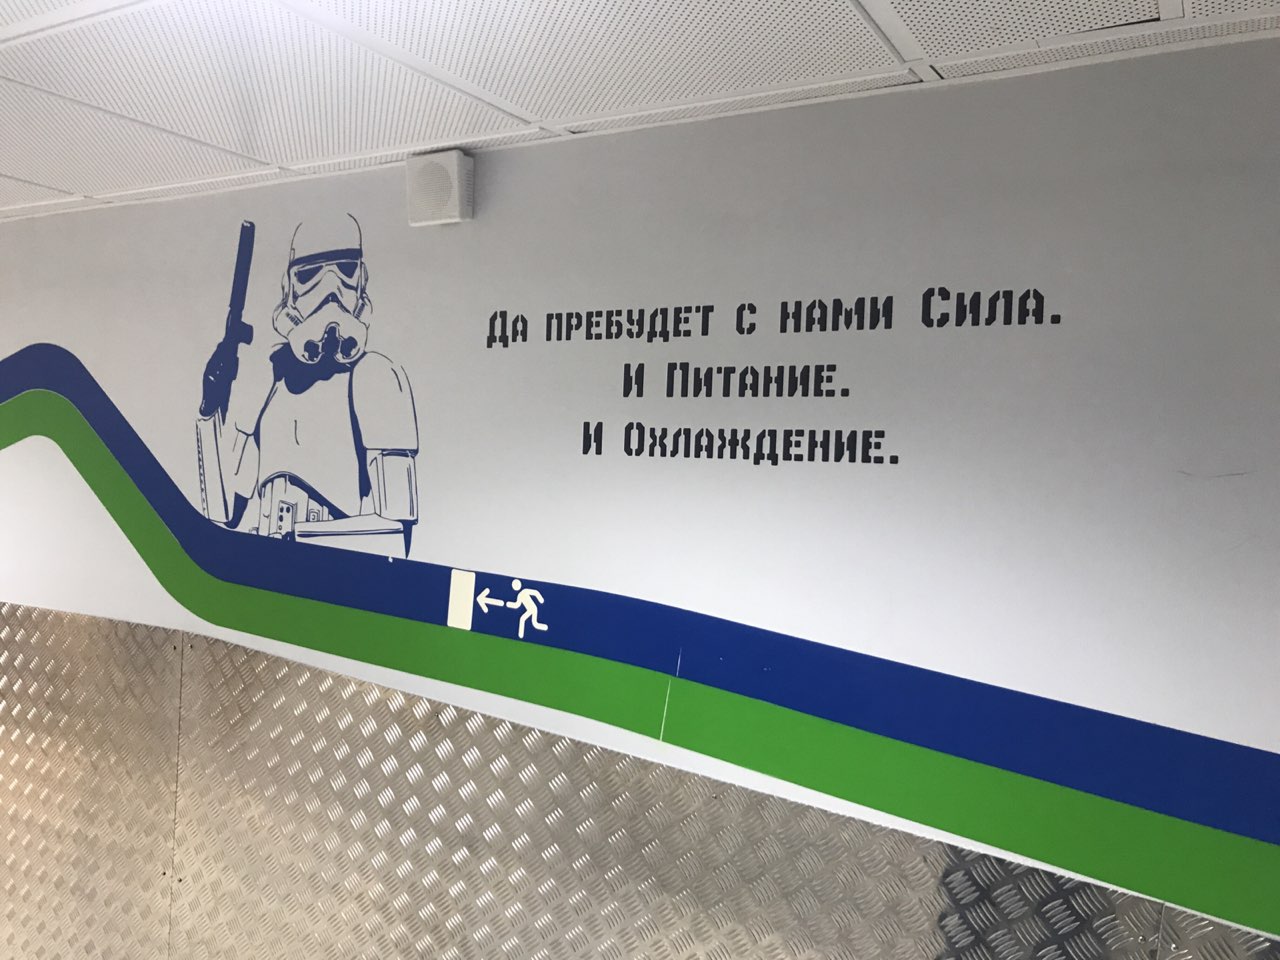 Да пребудет с нами Сила.
и Питание.
и Охлаждение.